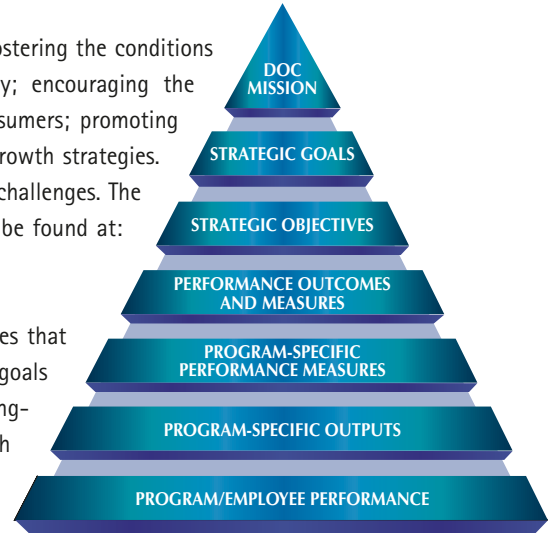 ostering the conditions
y; encouraging the
sumers; promoting
rowth strategies.
challenges. The
be found at:
es that
goals
ng-
h
DOC
MISSION
STRATEGIC GOALS
STRATEGIC OBJECTIVES
PERFORMANCE OUTCOMES
AND MEASURES
PROGRAM-SPECIFIC
PERFORMANCE MEASURES
PROGRAM-SPECIFIC OUTPUTS
PROGRAM/EMPLOYEE PERFORMANCE